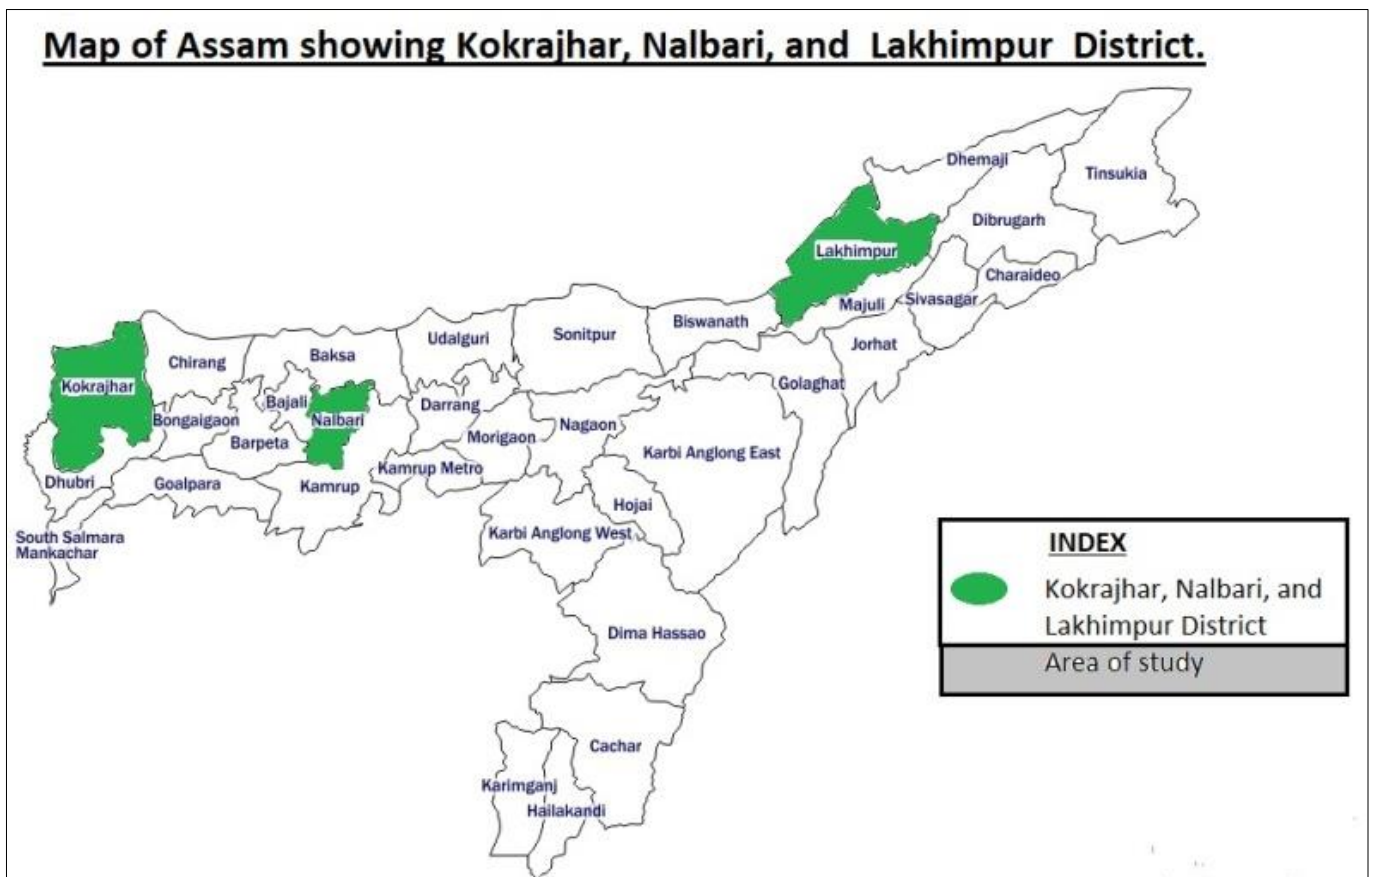 Map of Assam showing Kokrajhar, Nalbari, and Lakhimpur District.
Dhemaji
Tinsukia
Dibrugarh
Lakhimpur
Charaideo
Majuli
Sivasagar
Biswanath
Sonitpur
Udalguri
Jorhat
Baksa
Chirang
Kokrajhar
Golaghat
Bajali
Darrang
Bongaigaon
Nalbari
Nagaon
Morigaon
Barpeta
Karbi Anglong East
Kamrup Metro
Dhubri
Goalpara
Kamrup
Hojai
Karbi Anglong West
South Salmara
Mankachar
INDEX
Kokrajhar, Nalbari, and
Lakhimpur District
Area of study
Dima Hassao
Cachar
Karimganj
Hailakandi